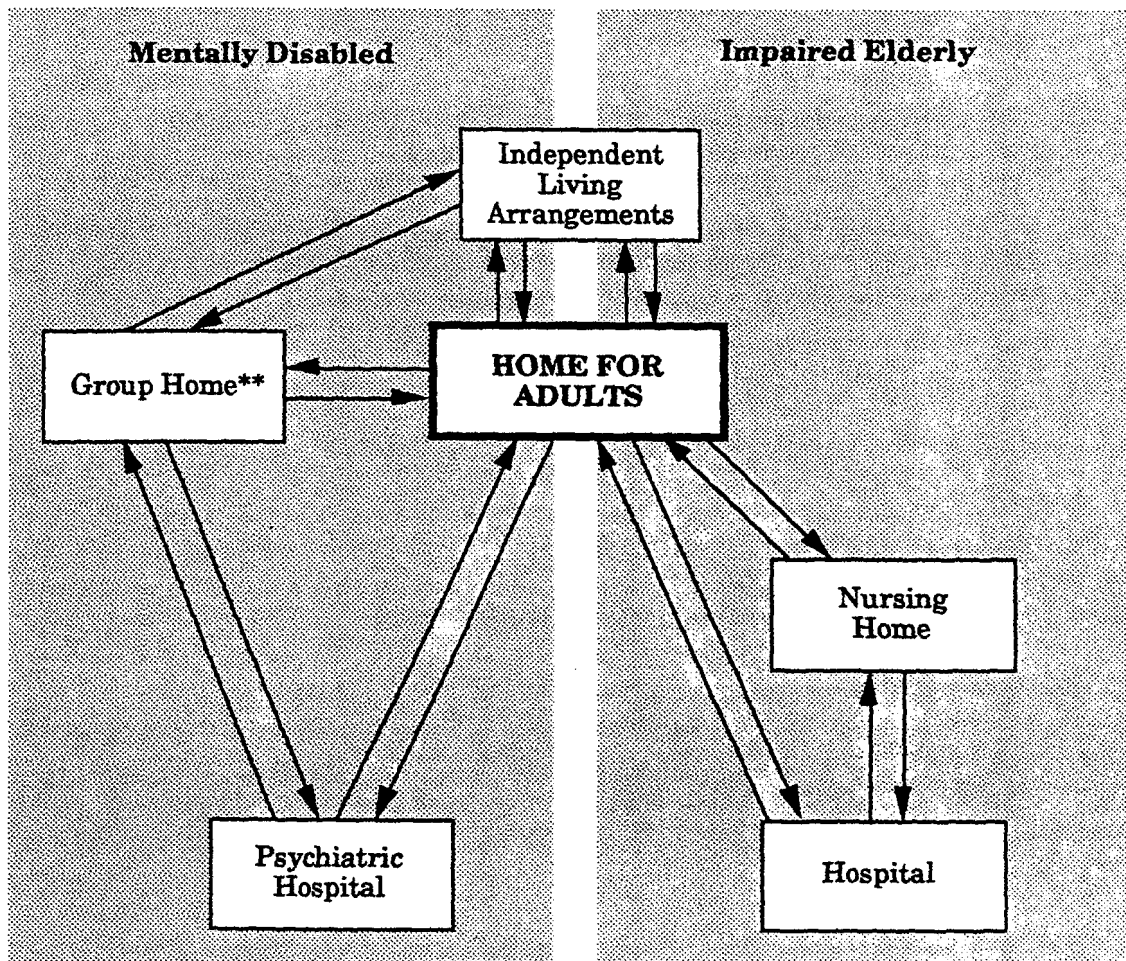 Mentally Disabled
Impaired Elderly
Independent
Living
Arrangements
Group Home**
HOME FOR
ADULTS
Nursing
Home
Psychiatric
Hospital
Hospital